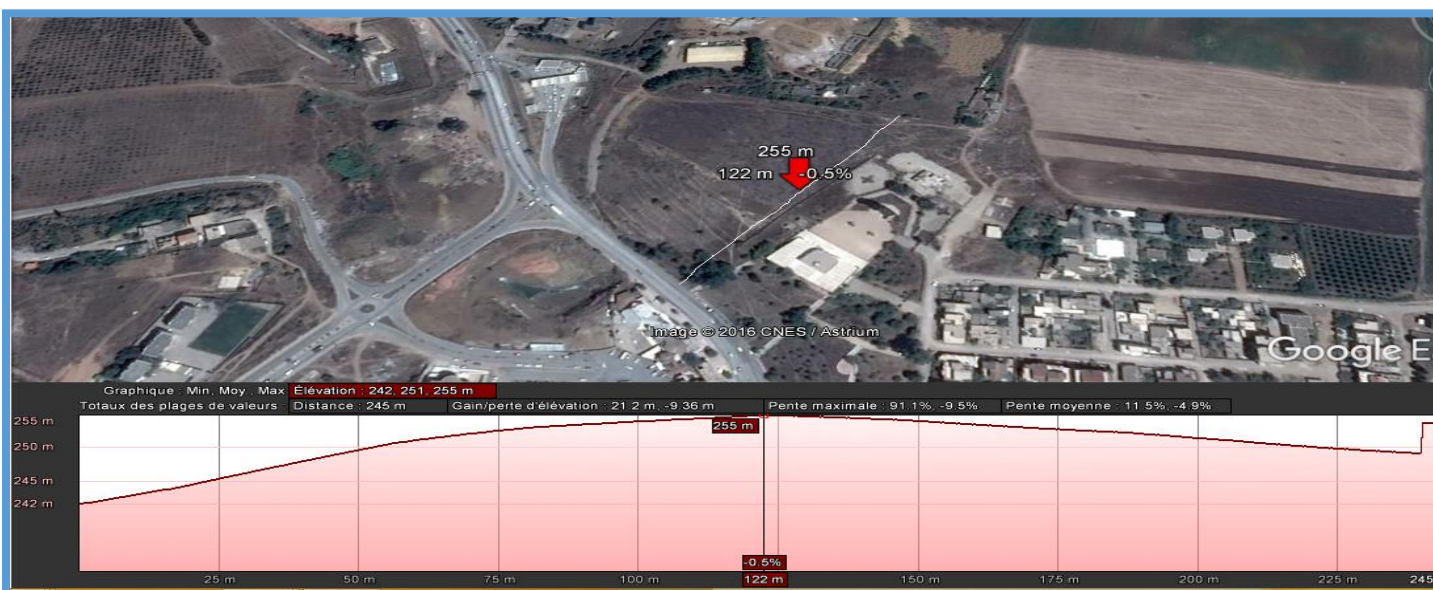 255 m
122 m -0.5%
Image © 2016 CNES / Astrium
Google E
Graphique : Min, Moy., Max Élévation : 242, 251, 255 m
Totaux des plages de valeurs : Distance : 245 m Gain/perte d'élévation : 21.2 m, -9.36 m Pente maximale : 91.1%, -9.5% Pente moyenne : 11.5%, -4.9%
255 m
255 m
250 m
245 m
242 m
-0.5%
25 m 50 m 75 m 100 m 122 m 150 m 175 m 200 m 225 m 245